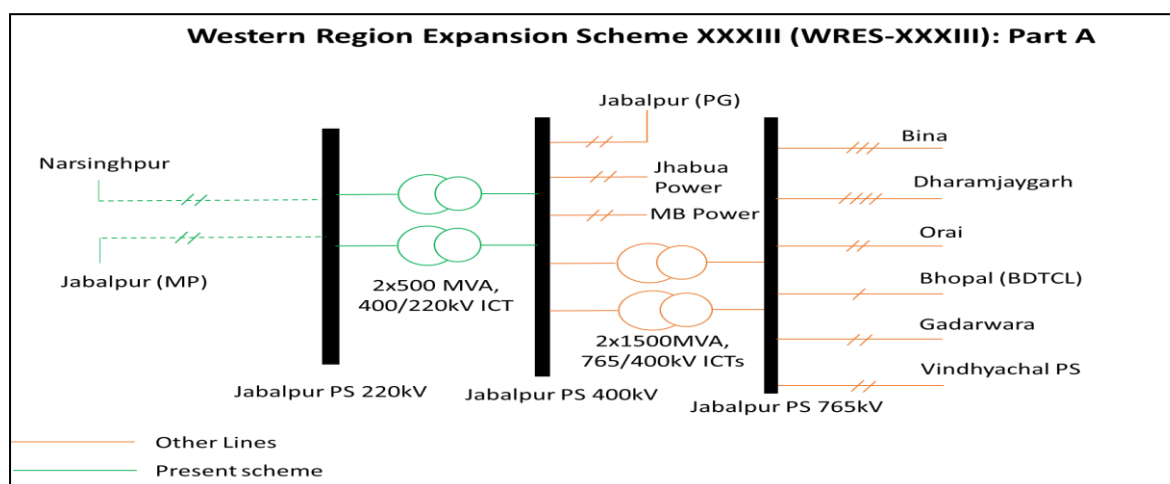 Western Region Expansion Scheme XXXIII (WRES-XXXIII): Part A
Narsinghpur
Jabalpur (MP)
2x500 MVA,
400/220kV ICT
Jabalpur PS 220kV
Jabalpur (PG)
Jhabua
Power
MB Power
2x1500MVA,
765/400kV ICTs
Jabalpur PS 400kV
Bina
Dharamjaygarh
Orai
Bhopal (BDTCL)
Gadarwara
Vindhyachal PS
Jabalpur PS 765kV
Other Lines
Present scheme